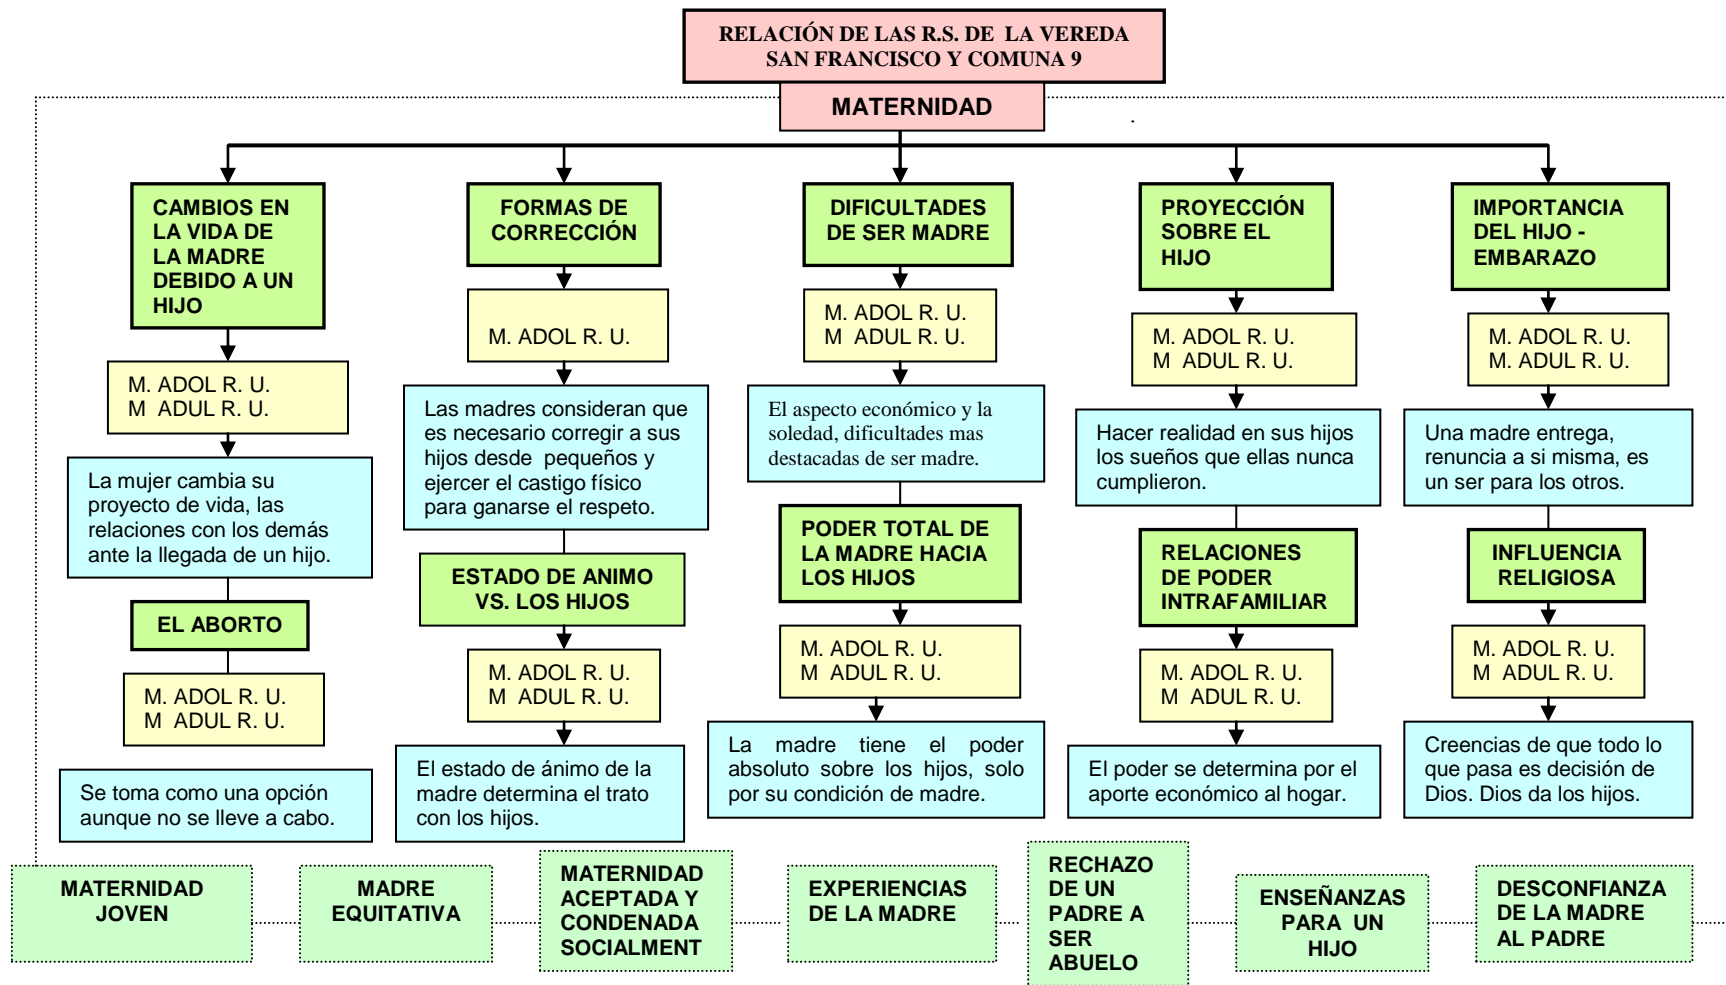 RELACIÓN DE LAS R.S. DE LA VEREDA
SAN FRANCISCO Y COMUNA 9
MATERNIDAD
CAMBIOS EN
LA VIDA DE
LA MADRE
DEBIDO A UN
HIJO
M. ADOL R. U.
M ADUL R. U.
La mujer cambia su
proyecto de vida, las
relaciones con los demás
ante la llegada de un hijo.
EL ABORTO
M. ADOL R. U.
M ADUL R. U.
Se toma como una opción
aunque no se lleve a cabo.
FORMAS DE
CORRECCIÓN
M. ADOL R. U.
Las madres consideran que
es necesario corregir a sus
hijos desde pequeños y
ejercer el castigo físico
para ganarse el respeto.
ESTADO DE ANIMO
VS. LOS HIJOS
M. ADOL R. U.
M ADUL R. U.
El estado de ánimo de la
madre determina el trato
con los hijos.
DIFICULTADES
DE SER MADRE
M. ADOL R. U.
M ADUL R. U.
El aspecto económico y la
soledad, dificultades mas
destacadas de ser madre.
PODER TOTAL DE
LA MADRE HACIA
LOS HIJOS
M. ADOL R. U.
M ADUL R. U.
La madre tiene el poder
absoluto sobre los hijos, solo
por su condición de madre.
PROYECCIÓN
SOBRE EL
HIJO
M. ADOL R. U.
M ADUL R. U.
Hacer realidad en sus hijos
los sueños que ellas nunca
cumplieron.
RELACIONES
DE PODER
INTRAFAMILIAR
M. ADOL R. U.
M ADUL R. U.
El poder se determina por el
aporte económico al hogar.
IMPORTANCIA
DEL HIJO -
EMBARAZO
M. ADOL R. U.
M. ADUL R. U.
Una madre entrega,
renuncia a si misma, es
un ser para los otros.
INFLUENCIA
RELIGIOSA
M. ADOL R. U.
M ADUL R. U.
Creencias de que todo lo
que pasa es decisión de
Dios. Dios da los hijos.
MATERNIDAD
JOVEN
MADRE
EQUITATIVA
MATERNIDAD
ACEPTADA Y
CONDENADA
SOCIALMENT
EXPERIENCIAS
DE LA MADRE
RECHAZO
DE UN
PADRE A
SER
ABUELO
ENSEÑANZAS
PARA UN
HIJO
DESCONFIANZA
DE LA MADRE
AL PADRE